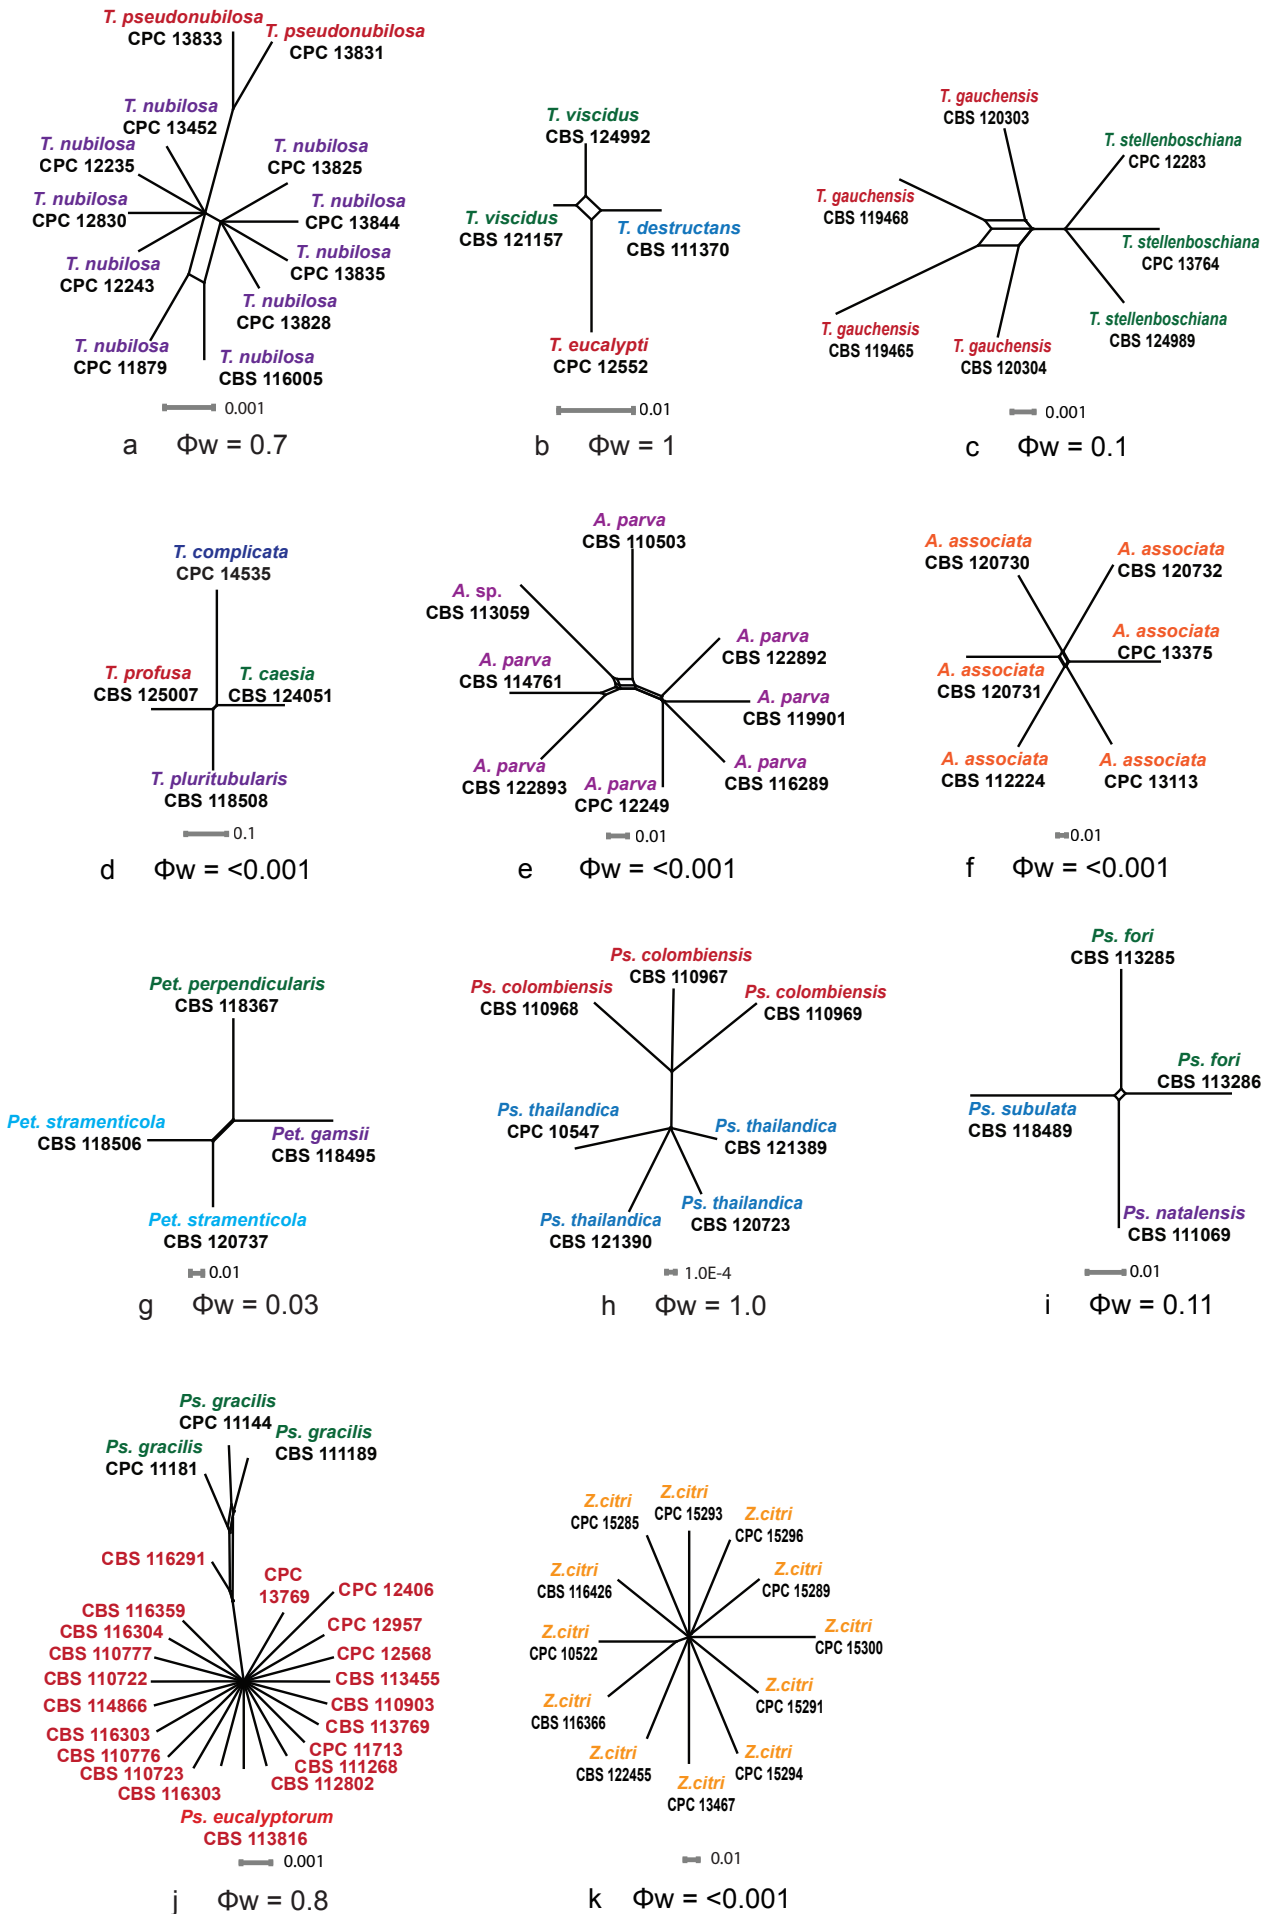 T. pseudonubilosa
CPC 13833
T. pseudonubilosa
CPC 13831
T. nubilosa
CPC 13452
T. nubilosa
CPC 12235
T. nubilosa
CPC 13825
T. nubilosa
CPC 12830
T. nubilosa
CPC 13844
T. nubilosa
CPC 12243
T. nubilosa
CPC 13835
T. nubilosa
CPC 13828
T. nubilosa
CPC 11879
T. nubilosa
CBS 116005
0.001
a Φw = 0.7
T. viscidus
CBS 124992
T. viscidus
CBS 121157
T. destructans
CBS 111370
T. eucalypti
CPC 12552
0.01
b Φw = 1
T. gauchensis
CBS 120303
T. stellenboschiana
CPC 12283
T. gauchensis
CBS 119468
T. stellenboschiana
CPC 13764
T. gauchensis
CBS 119465
T. gauchensis
CBS 120304
T. stellenboschiana
CBS 124989
0.001
c Φw = 0.1
T. complicata
CPC 14535
T. profusa
CBS 125007
T. caesia
CBS 124051
T. pluritubularis
CBS 118508
0.1
d Φw = <0.001
A. parva
CBS 110503
A. sp.
CBS 113059
A. parva
CBS 122892
A. parva
CBS 114761
A. parva
CBS 119901
A. parva
CBS 122893
A. parva
CPC 12249
A. parva
CBS 116289
0.01
e Φw = <0.001
A. associata
CBS 120730
A. associata
CBS 120732
A. associata
CPC 13375
A. associata
CBS 120731
A. associata
CBS 112224
A. associata
CPC 13113
0.01
f Φw = <0.001
Pet. perpendicularis
CBS 118367
Pet. stramenticola
CBS 118506
Pet. gamsii
CBS 118495
Pet. stramenticola
CBS 120737
0.01
g Φw = 0.03
Ps. colombiensis
CBS 110967
Ps. colombiensis
CBS 110968
Ps. colombiensis
CBS 110969
Ps. thailandica
CPC 10547
Ps. thailandica
CBS 121389
Ps. thailandica
CBS 121390
Ps. thailandica
CBS 120723
1.0E-4
h Φw = 1.0
Ps. fori
CBS 113285
Ps. fori
CBS 113286
Ps. subulata
CBS 118489
Ps. natalensis
CBS 111069
0.01
i Φw = 0.11
Ps. gracilis
CPC 11144
Ps. gracilis
CBS 111189
Ps. gracilis
CPC 11181
CBS 116291
CPC
13769
CPC 12406
CBS 116359
CPC 12957
CBS 116304
CBS 110777
CPC 12568
CBS 110722
CBS 113455
CBS 114866
CBS 110903
CBS 116303
CBS 113769
CBS 110776
CPC 11713
CBS 110723
CBS 111268
CBS 116303
CBS 112802
Ps. eucalyptorum
CBS 113816
0.001
j Φw = 0.8
Z.citri
CPC 15293
Z.citri
CPC 15285
Z.citri
CPC 15296
Z.citri
CBS 116426
Z.citri
CPC 15289
Z.citri
CPC 10522
Z.citri
CPC 15300
Z.citri
CBS 116366
Z.citri
CPC 15291
Z.citri
CBS 122455
Z.citri
CPC 15294
Z.citri
CPC 13467
0.01
k Φw = <0.001